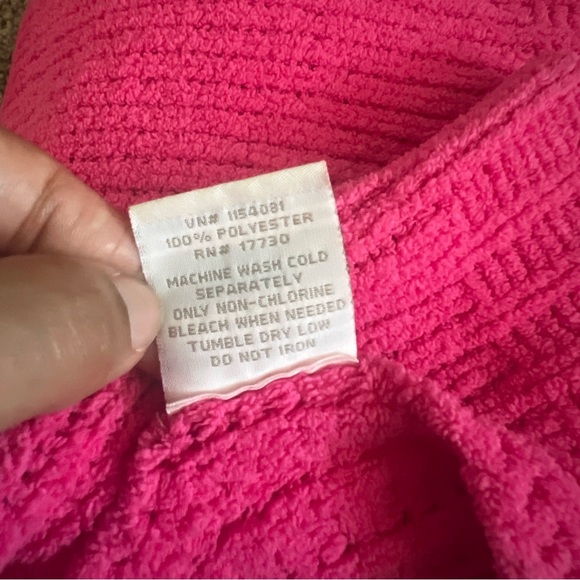 VN# 1154081
100% POLYESTER
RN# 17730
MACHINE WASH COLD
SEPARATELY
ONLY NON-CHLORINE
BLEACH WHEN NEEDED
TUMBLE DRY LOW
DO NOT IRON